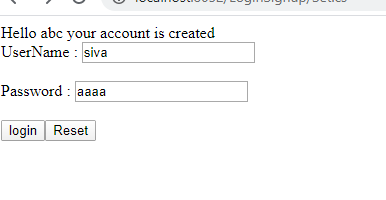 Hello abc your account is created
UserName : siva
Password : aaaa
login Reset